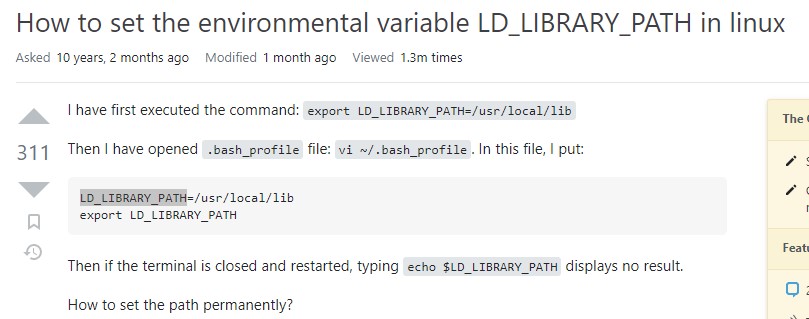 How to set the environmental variable LD_LIBRARY_PATH in linux
Asked 10 years, 2 months ago Modified 1 month ago Viewed 1.3m times
I have first executed the command: export LD_LIBRARY_PATH=/usr/local/lib
The
311 Then I have opened .bash_profile file: vi ~/.bash_profile. In this file, I put:
LD_LIBRARY_PATH=/usr/local/lib
export LD_LIBRARY_PATH
Featu
Then if the terminal is closed and restarted, typing echo $LD_LIBRARY_PATH displays no result.
How to set the path permanently?